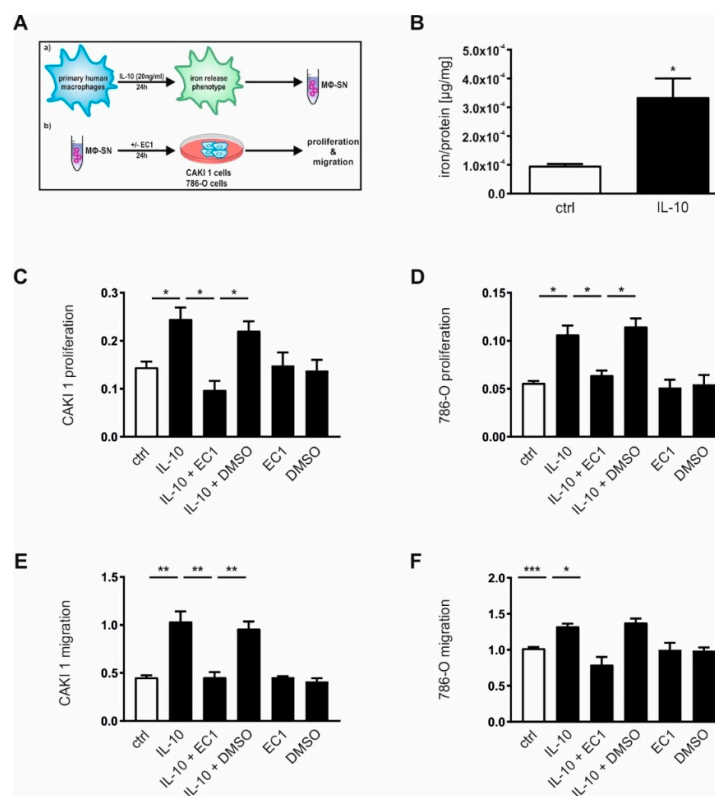 A
a)
primary human
macrophages
IL-10 (20ng/ml)
24h
iron release
phenotype
MΦ-SN
b)
MΦ-SN
+/- EC1
24h
CAKI 1 cells
786-O cells
proliferation
&
migration
B
iron/protein [µg/mg]
5.0x10⁻⁴
4.0x10⁻⁴
3.0x10⁻⁴
2.0x10⁻⁴
1.0x10⁻⁴
0.0
*
ctrl
IL-10
C
CAKI 1 proliferation
0.3
0.2
0.1
0.0
* * *
ctrl
IL-10
IL-10 + EC1
IL-10 + DMSO
EC1
DMSO
D
786-O proliferation
0.15
0.10
0.05
0.00
* * *
ctrl
IL-10
IL-10 + EC1
IL-10 + DMSO
EC1
DMSO
E
CAKI 1 migration
1.5
1.0
0.5
0.0
** ** **
ctrl
IL-10
IL-10 + EC1
IL-10 + DMSO
EC1
DMSO
F
786-O migration
2.0
1.5
1.0
0.5
0.0
*** *
ctrl
IL-10
IL-10 + EC1
IL-10 + DMSO
EC1
DMSO